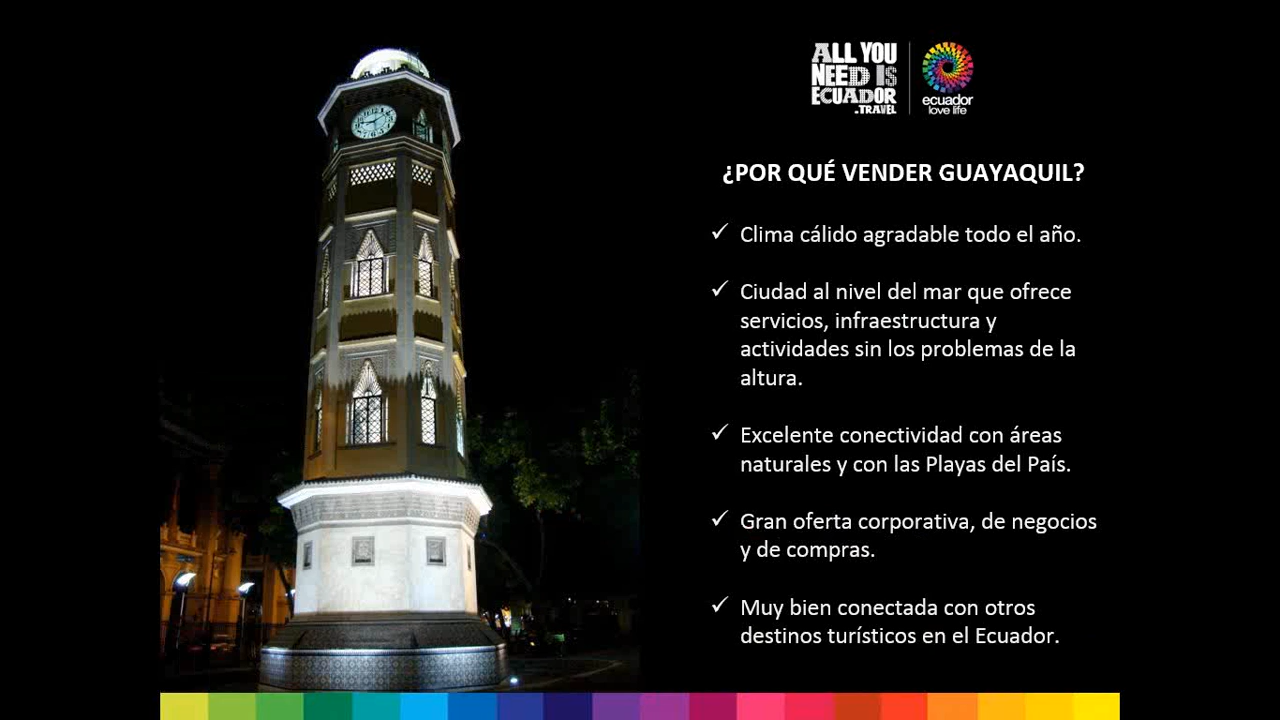 ALL YOU
NEED IS
ECUADOR
.TRAVEL
ecuador
love life
¿POR QUÉ VENDER GUAYAQUIL?
✓ Clima cálido agradable todo el año.
✓ Ciudad al nivel del mar que ofrece
servicios, infraestructura y
actividades sin los problemas de la
altura.
✓ Excelente conectividad con áreas
naturales y con las Playas del País.
✓ Gran oferta corporativa, de negocios
y de compras.
✓ Muy bien conectada con otros
destinos turísticos en el Ecuador.